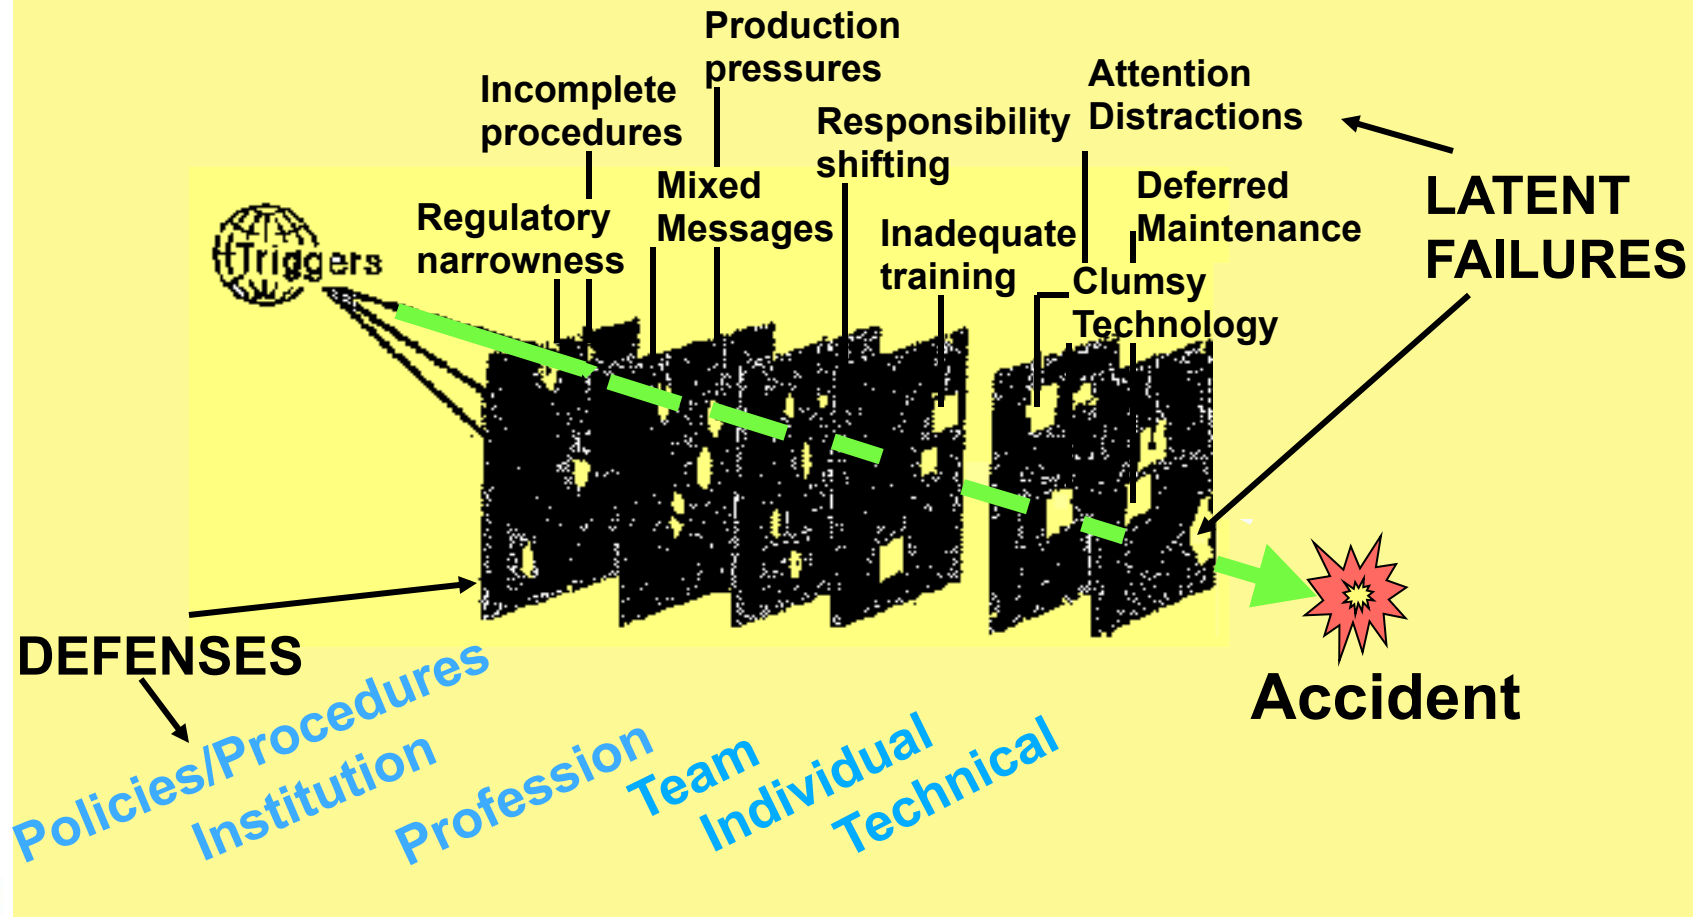 Production
pressures
Attention
Distractions
Incomplete
procedures
Responsibility
shifting
Mixed
Messages
Deferred
Maintenance
LATENT
FAILURES
Regulatory
narrowness
Inadequate
training
Triggers
Clumsy
Technology
DEFENSES
Accident
Policies/Procedures
Institution
Profession
Team
Individual
Technical